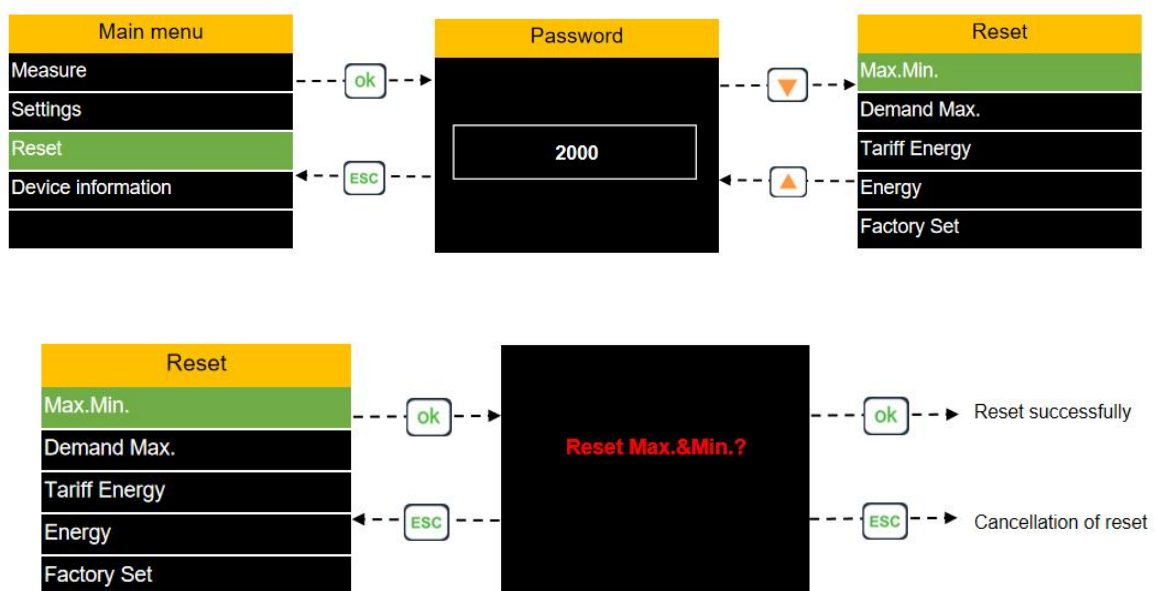 Main menu
Measure
Settings
Reset
Device information
ok
ESC
Password
2000
Reset
Max.Min.
Demand Max.
Tariff Energy
Energy
Factory Set
Reset
Max.Min.
Demand Max.
Tariff Energy
Energy
Factory Set
ok
ESC
Reset Max.&Min.?
ok
Reset successfully
ESC
Cancellation of reset